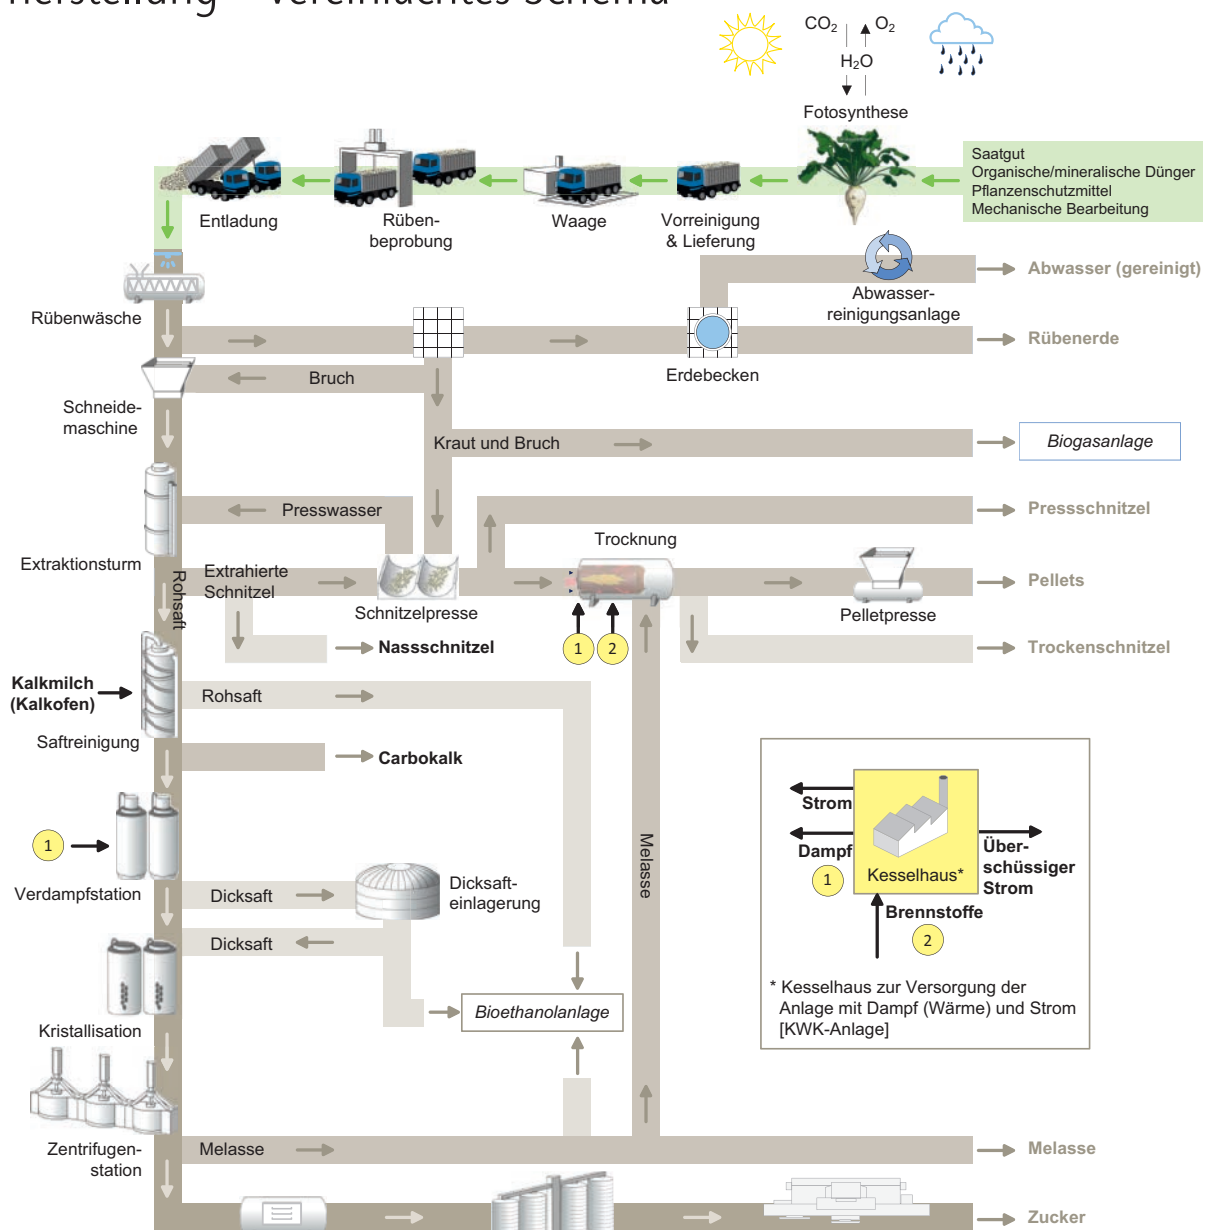 herstellung – vereinfachtes Schema
CO2
O2
H2O
Fotosynthese
Saatgut
Organische/mineralische Dünger
Pflanzenschutzmittel
Mechanische Bearbeitung
Entladung
Rüben-
beprobung
Waage
Vorreinigung
& Lieferung
Abwasser (gereinigt)
Abwasser-
reinigungsanlage
Rübenwäsche
Rübenerde
Erdebecken
Bruch
Schneide-
maschine
Kraut und Bruch
Biogasanlage
Presswasser
Pressschnitzel
Trocknung
Extraktionsturm
Rohsaft
Extrahierte
Schnitzel
Schnitzelpresse
Pelletpresse
Pellets
1
2
Nassschnitzel
Trockenschnitzel
Kalkmilch
(Kalkofen)
Rohsaft
Saftreinigung
Carbokalk
1
Verdampfstation
Dicksaft
Dicksaft-
einlagerung
Dicksaft
Melasse
Bioethanolanlage
Kristallisation
Strom
Dampf
1
Kesselhaus*
Über-
schüssiger
Strom
Brennstoffe
2
* Kesselhaus zur Versorgung der
Anlage mit Dampf (Wärme) und Strom
[KWK-Anlage]
Zentrifugen-
station
Melasse
Melasse
Zucker